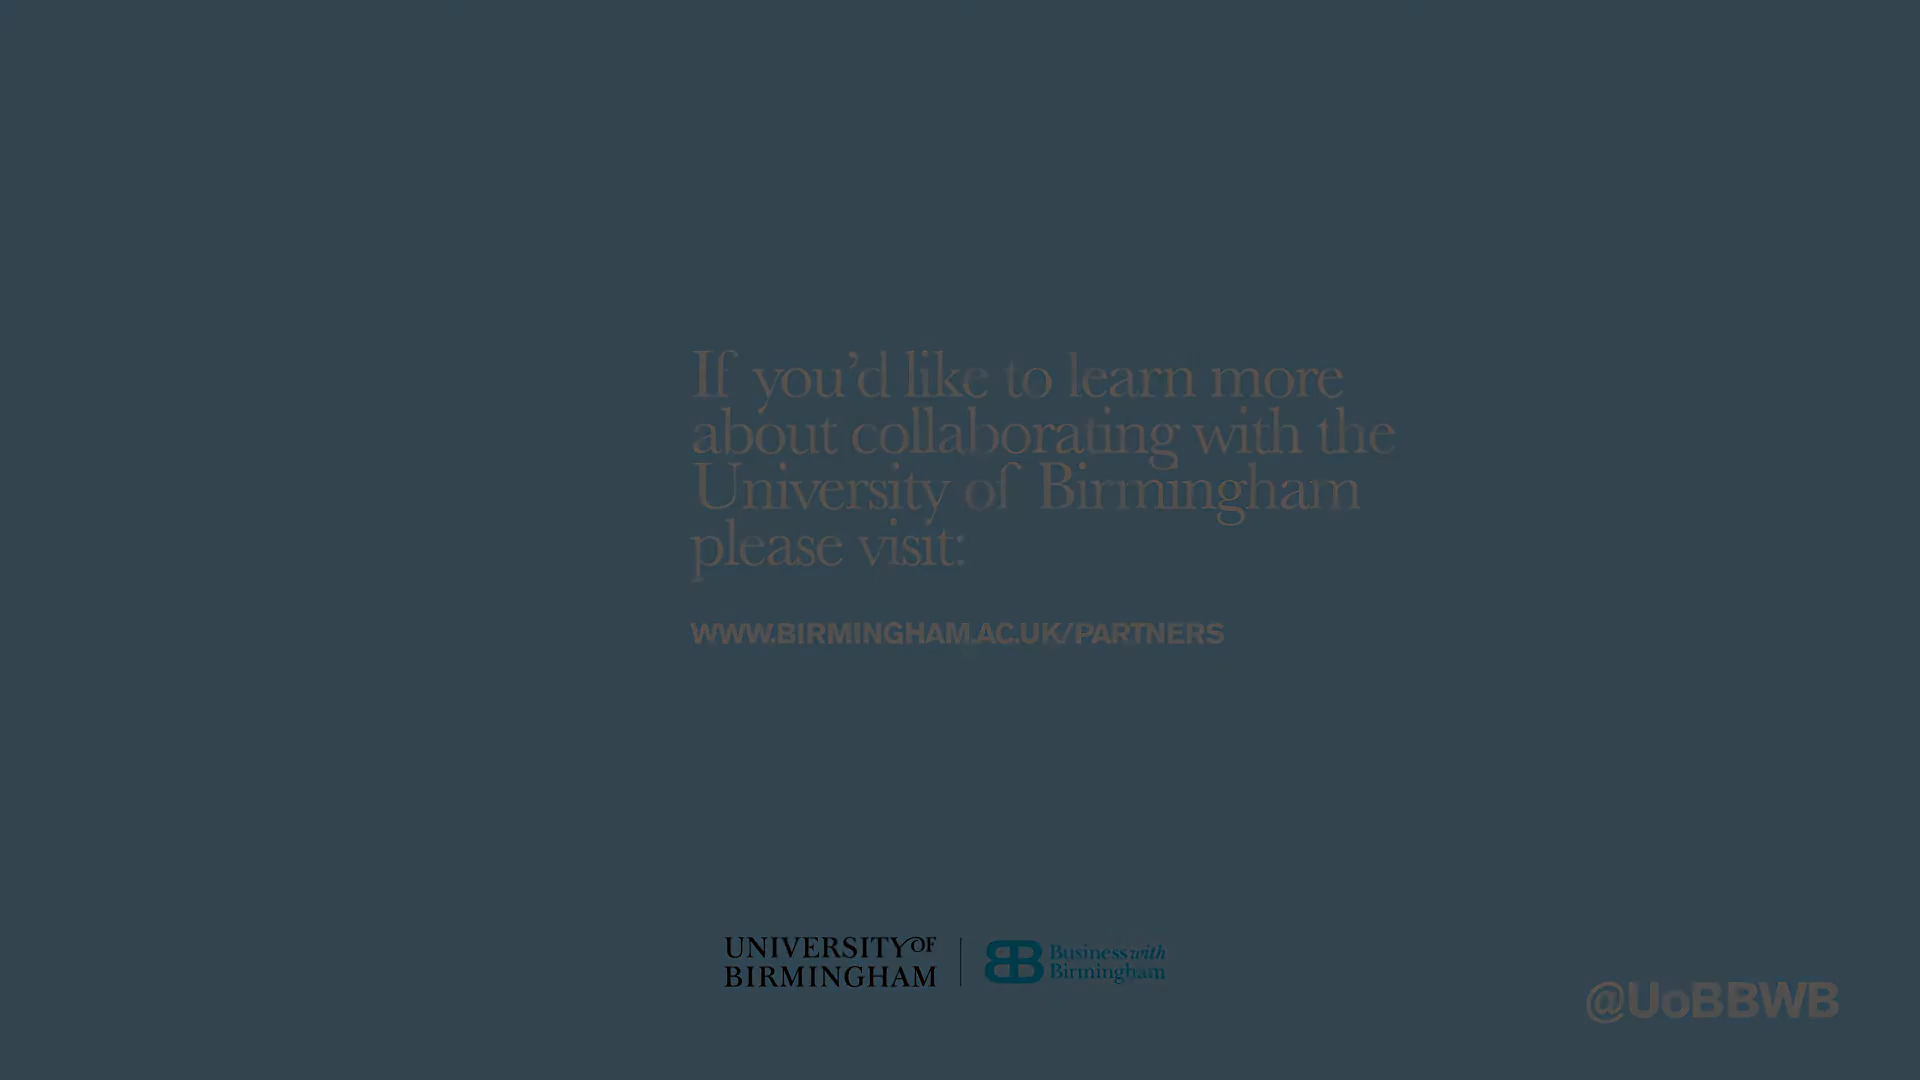 If you’d like to learn more
about collaborating with the
University of Birmingham
please visit:
WWW.BIRMINGHAM.AC.UK/PARTNERS
UNIVERSITY OF
BIRMINGHAM
Business with
Birmingham
@UoBBWB